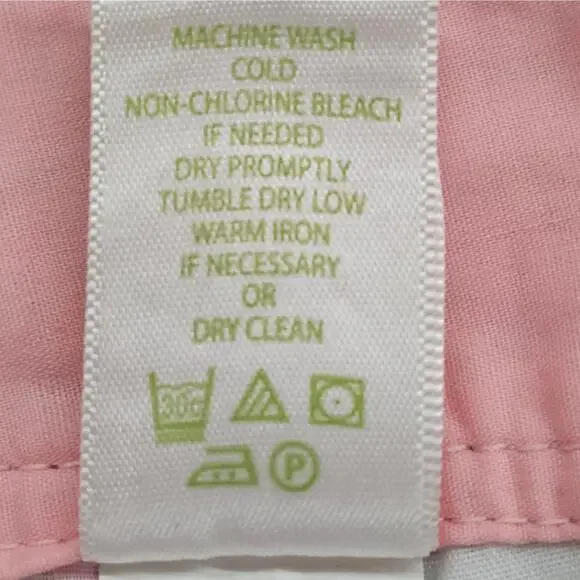 MACHINE WASH
COLD
NON-CHLORINE BLEACH
IF NEEDED
DRY PROMPTLY
TUMBLE DRY LOW
WARM IRON
IF NECESSARY
OR
DRY CLEAN
30c
P